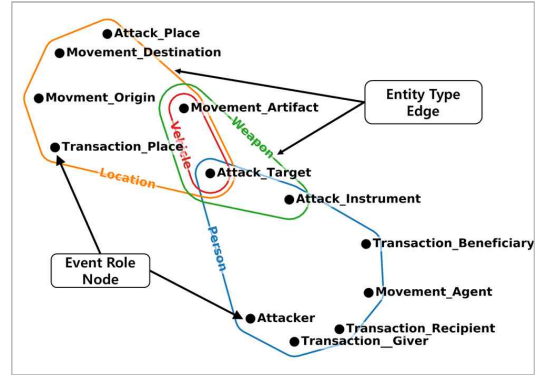 Attack_Place
Movement_Destination
Movment_Origin
Movement_Artifact
Entity Type
Edge
Weapon
Vehicle
Transaction_Place
Attack_Target
Location
Attack_Instrument
Person
Transaction_Beneficiary
Event Role
Node
Movement_Agent
Attacker
Transaction_Recipient
Transaction__Giver